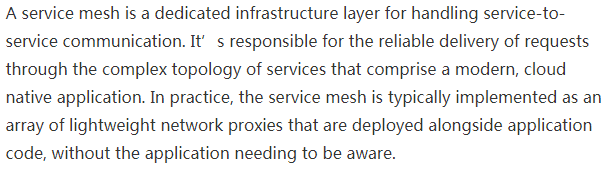 A service mesh is a dedicated infrastructure layer for handling service-to-
service communication. It’s responsible for the reliable delivery of requests
through the complex topology of services that comprise a modern, cloud
native application. In practice, the service mesh is typically implemented as an
array of lightweight network proxies that are deployed alongside application
code, without the application needing to be aware.